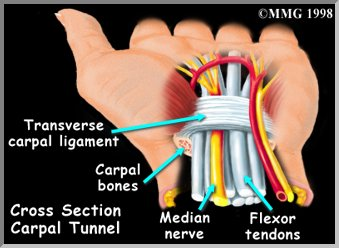 ©MMG 1998
Transverse
carpal ligament
Carpal
bones
Cross Section
Carpal Tunnel
Median
nerve
Flexor
tendons